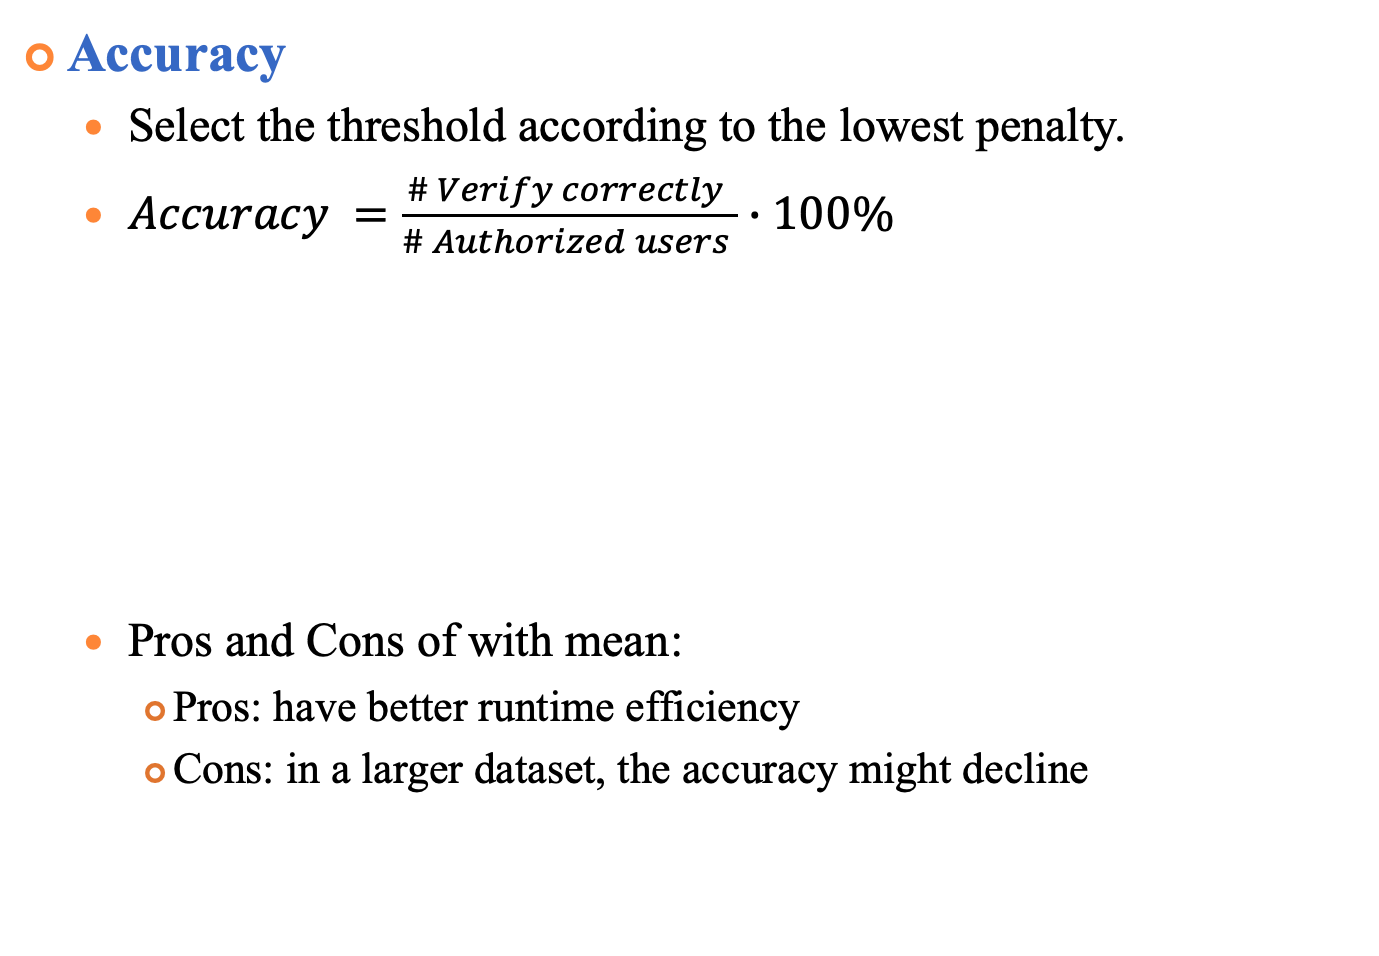 Accuracy
Select the threshold according to the lowest penalty.
Accuracy = # Verify correctly / # Authorized users · 100%
Pros and Cons of with mean:
Pros: have better runtime efficiency
Cons: in a larger dataset, the accuracy might decline